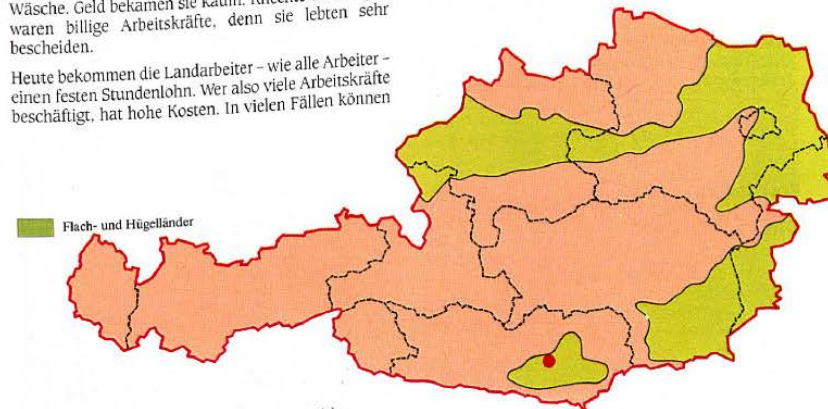 Wäsche. Geld bekamen sie kaum.
waren billige Arbeitskräfte, denn sie lebten sehr
bescheiden.
Heute bekommen die Landarbeiter – wie alle Arbeiter –
einen festen Stundenlohn. Wer also viele Arbeitskräfte
beschäftigt, hat hohe Kosten. In vielen Fällen können
Flach- und Hügelländer